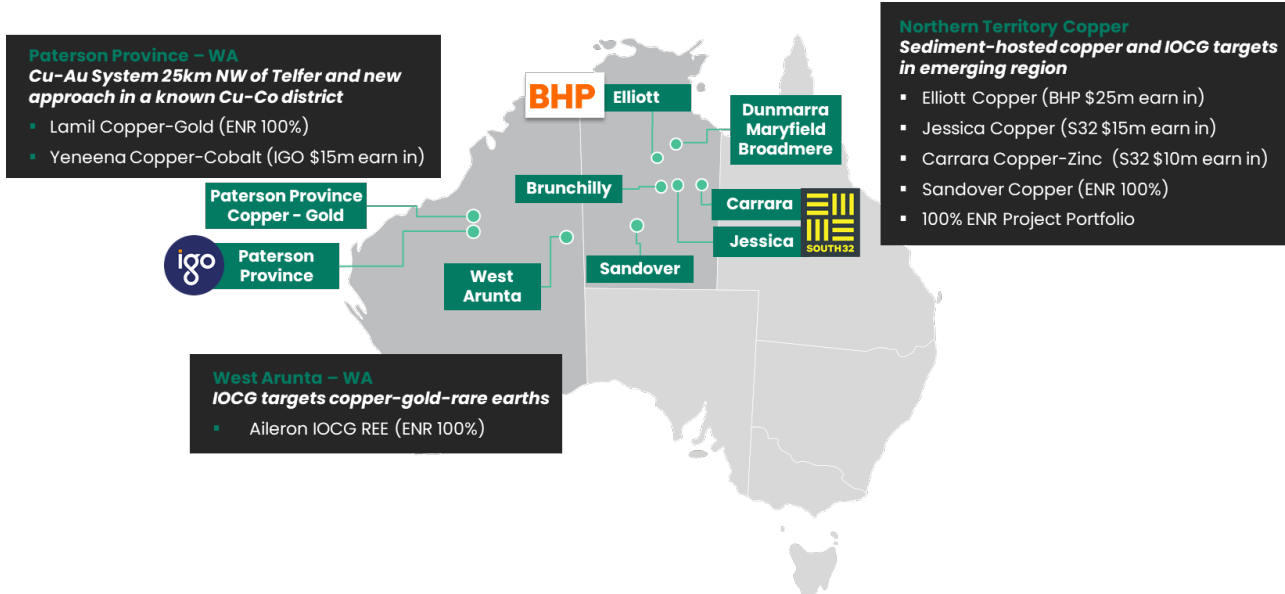 Paterson Province – WA
Cu-Au System 25km NW of Telfer and new
approach in a known Cu-Co district
▪ Lamil Copper-Gold (ENR 100%)
▪ Yeneena Copper-Cobalt (IGO $15m earn in)
Northern Territory Copper
Sediment-hosted copper and IOCG targets
in emerging region
▪ Elliott Copper (BHP $25m earn in)
▪ Jessica Copper (S32 $15m earn in)
▪ Carrara Copper-Zinc (S32 $10m earn in)
▪ Sandover Copper (ENR 100%)
▪ 100% ENR Project Portfolio
BHP
Elliott
Dunmarra
Maryfield
Broadmere
Brunchilly
Paterson Province
Copper - Gold
Carrara
Jessica
SOUTH32
igo
Paterson
Province
West
Arunta
Sandover
West Arunta – WA
IOCG targets copper-gold-rare earths
▪ Aileron IOCG REE (ENR 100%)